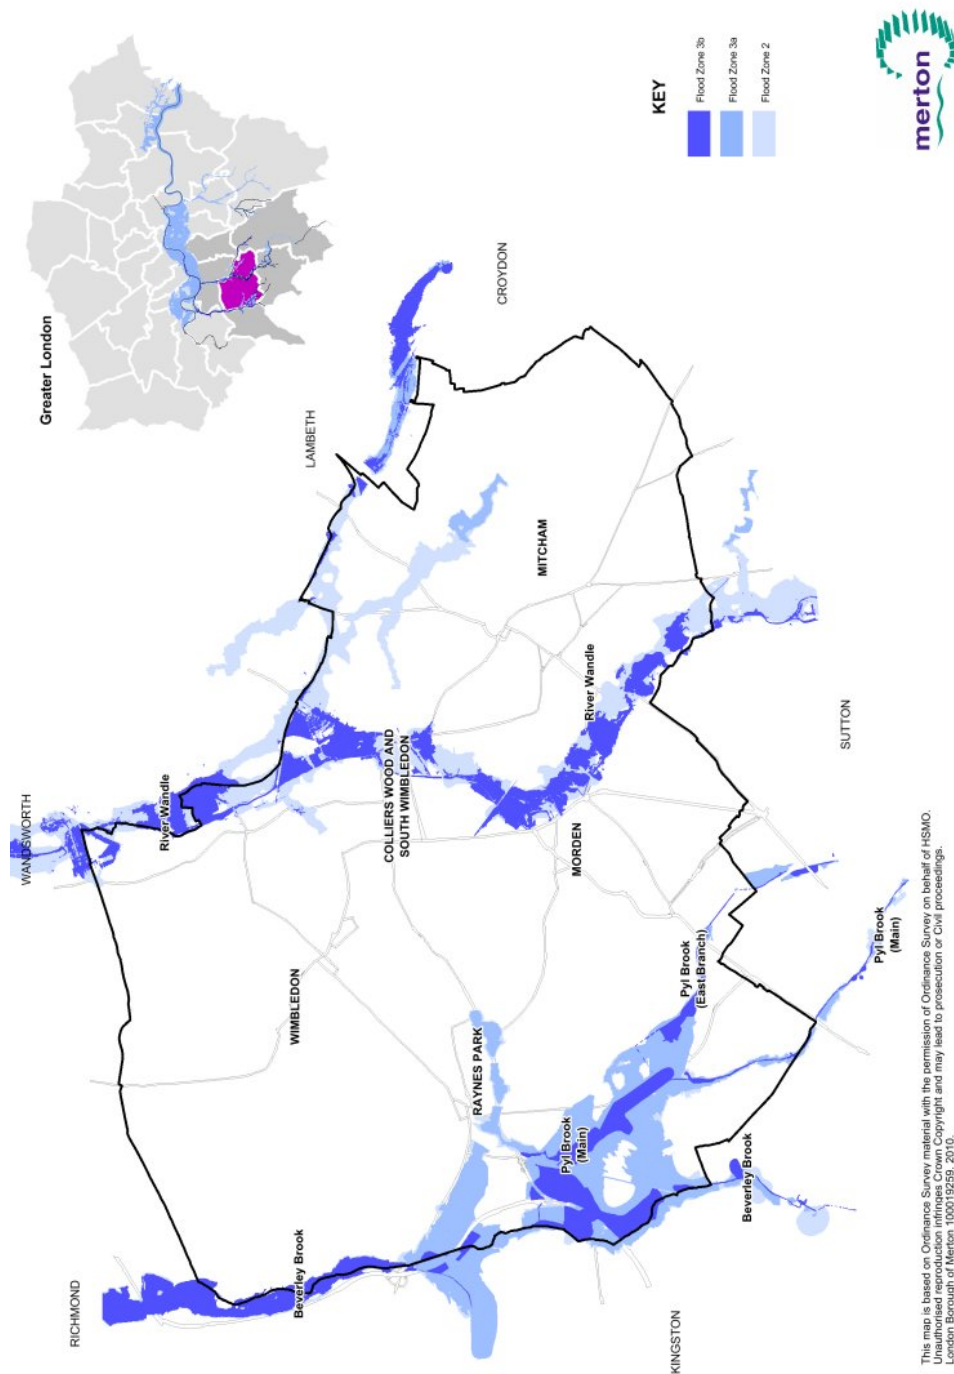 Greater London
KEY
Flood Zone 3b
Flood Zone 3a
Flood Zone 2
merton
RICHMOND
WANDSWORTH
LAMBETH
CROYDON
Beverley Brook
River Wandle
WIMBLEDON
COLLIERS WOOD AND
SOUTH WIMBLEDON
RAYNES PARK
MITCHAM
River Wandle
MORDEN
Pyl Brook
(Main)
Pyl Brook
(East Branch)
Beverley Brook
Pyl Brook
(Main)
KINGSTON
SUTTON
This map is based on Ordinance Survey material with the permission of Ordinance Survey on behalf of HSMO.
Unauthorised reproduction infringes Crown Copyright and may lead to prosecution or Civil proceedings.
London Borough of Merton 100019259. 2010.